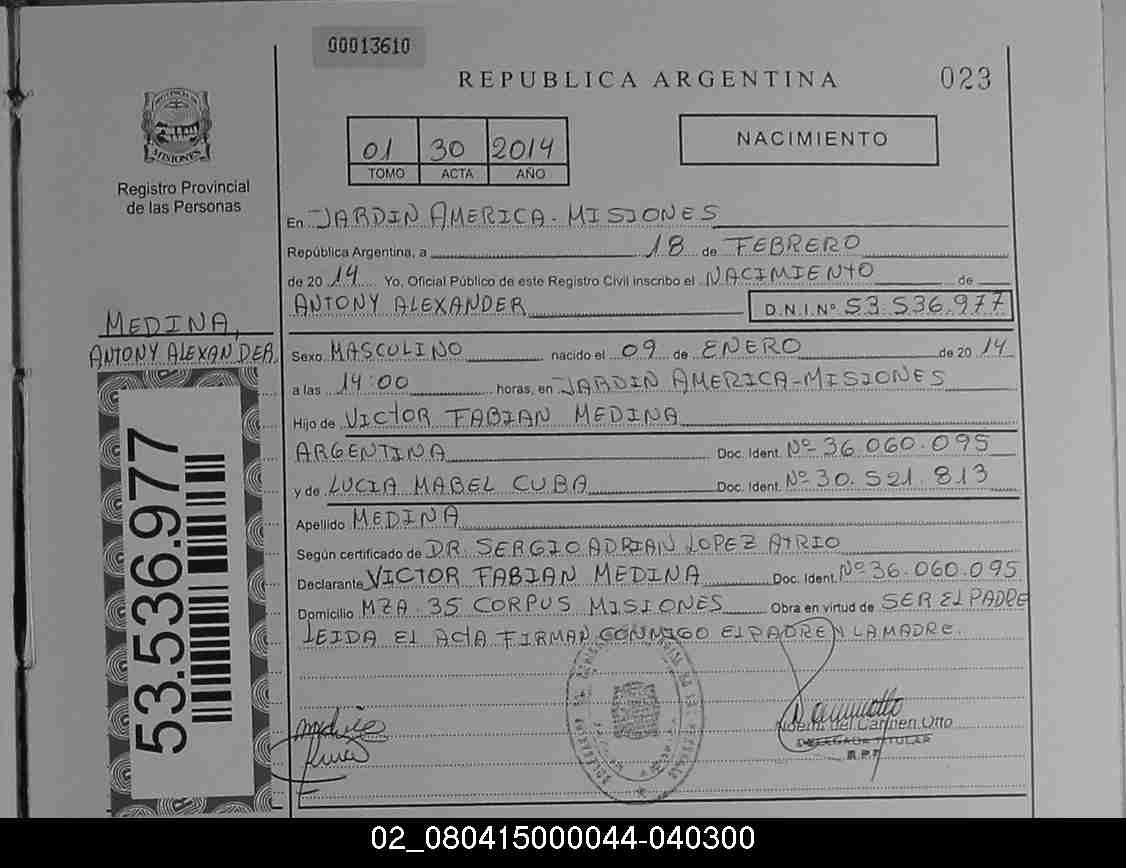 00013610
REPUBLICA ARGENTINA
023
PROVINCIA DE
MISIONES
Registro Provincial
de las Personas
01 30 2014
TOMO ACTA AÑO
NACIMIENTO
En JARDIN AMERICA - MISIONES
República Argentina, a 18 de FEBRERO
de 2014 Yo, Oficial Público de este Registro Civil inscribo el NACIMIENTO de
ANTONY ALEXANDER D.N.I.Nº 53.536.977
MEDINA,
ANTONY ALEXANDER.
Sexo MASCULINO nacido el 09 de ENERO de 2014
a las 14:00 horas, en JARDIN AMERICA-MISIONES
Hijo de VICTOR FABIAN MEDINA
ARGENTINA Doc. Ident. Nº 36.060.095
y de LUCIA MABEL CUBA Doc. Ident. Nº 30.521.813
Apellido MEDINA
Según certificado de DR. SERGIO ADRIAN LOPEZ ATRIO
Declarante VICTOR FABIAN MEDINA Doc. Ident. Nº 36.060.095
Domicilio MZA 35 CORPUS MISIONES Obra en virtud de SER EL PADRE
LEIDA EL ACTA FIRMAN CONMIGO EL PADRE Y LA MADRE.
53.536.977
del Carmen Otto
DELEGADA TITULAR
R.P.P
02_080415000044-040300